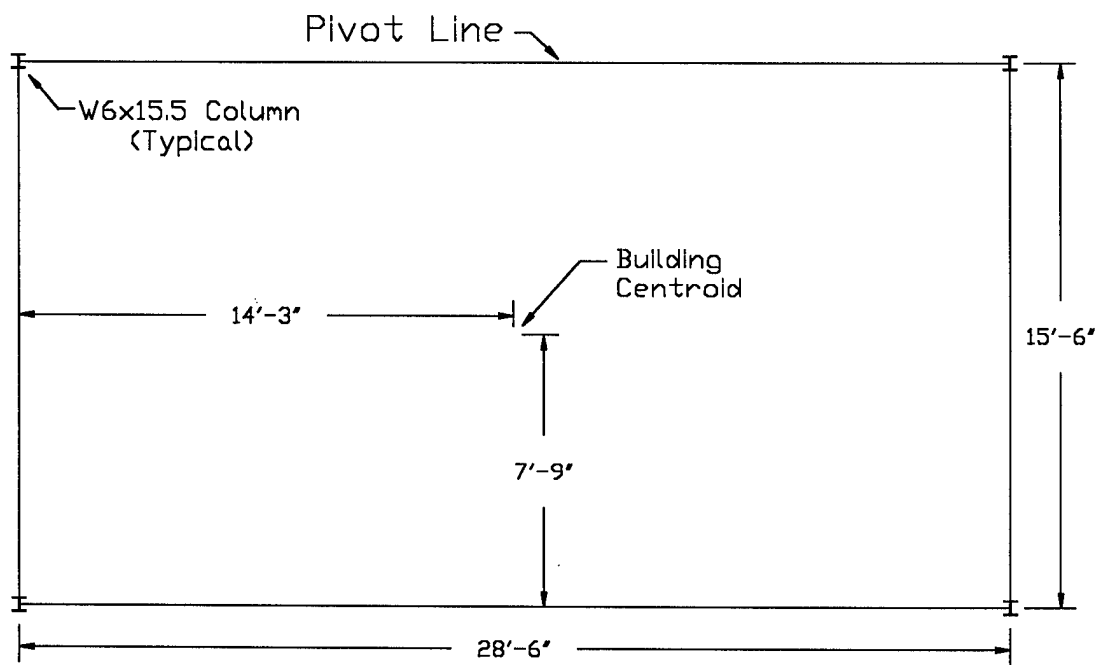 Pivot Line
W6x15.5 Column
(Typical)
Building
Centroid
14'-3"
15'-6"
7'-9"
28'-6"